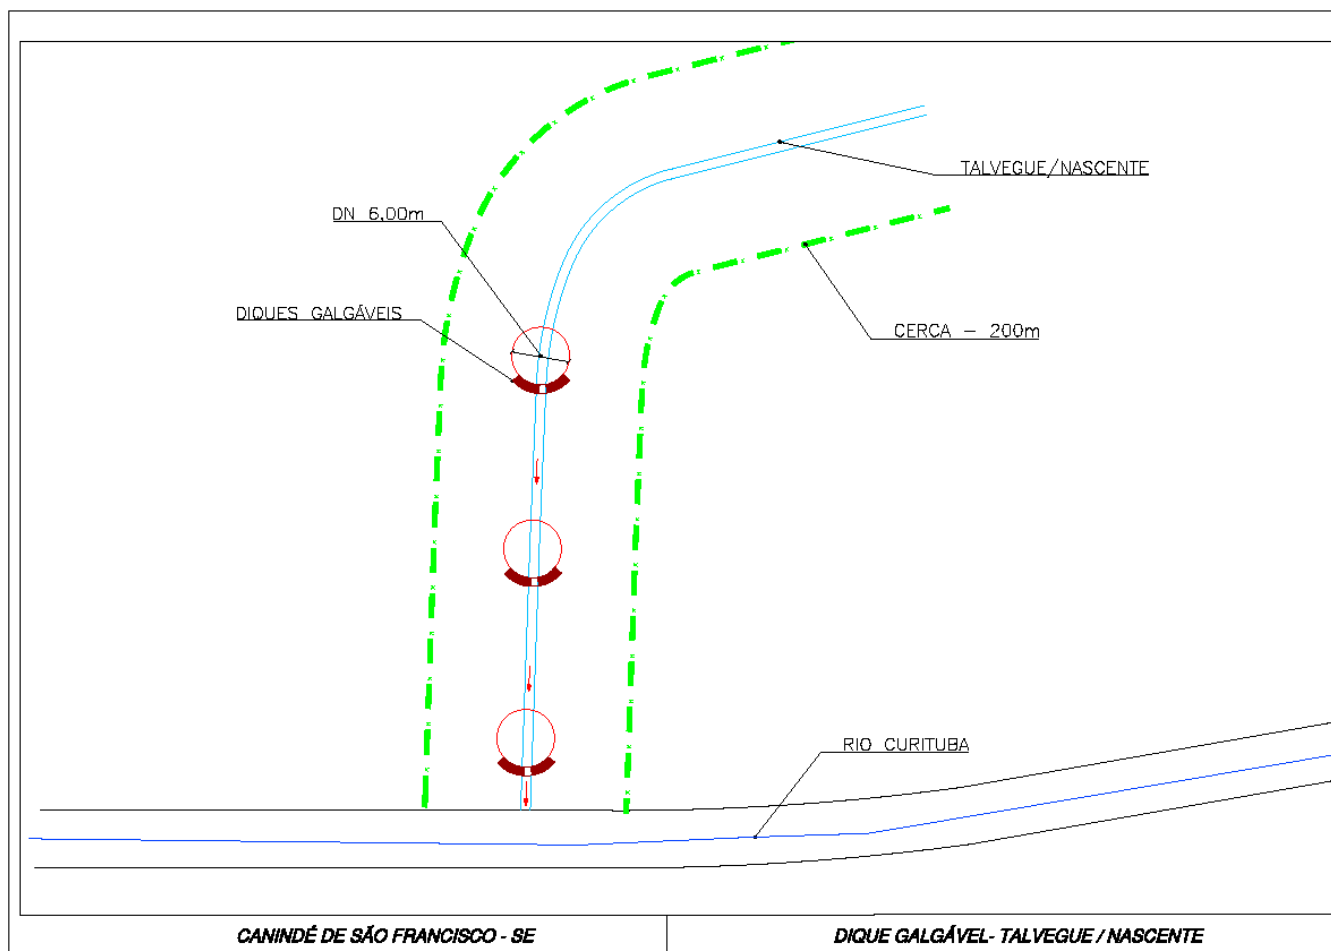 TALVEGUE/NASCENTE
DN 6,00m
DIQUES GALGÁVEIS
CERCA - 200m
RIO CURITUBA
CANINDÉ DE SÃO FRANCISCO - SE
DIQUE GALGÁVEL- TALVEGUE / NASCENTE